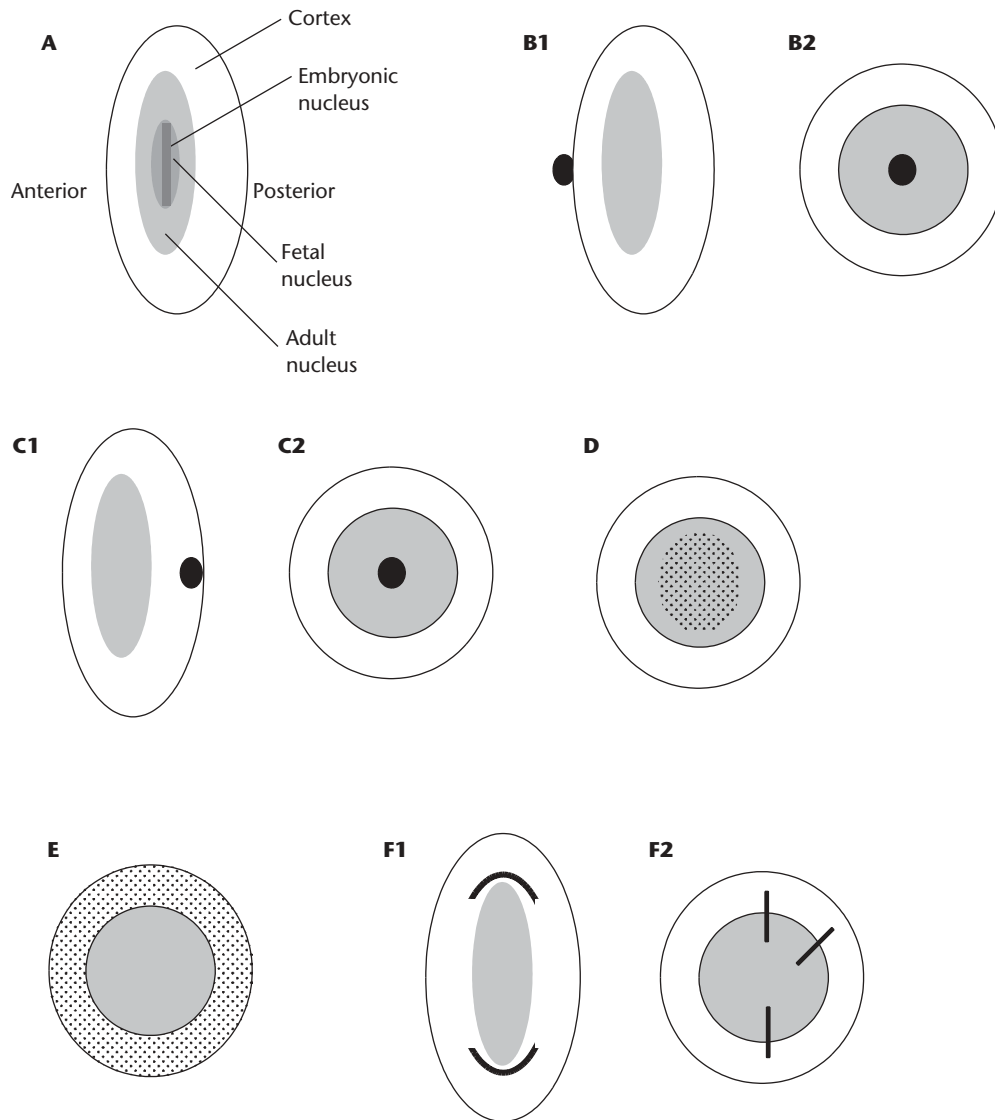 A
Cortex
Embryonic
nucleus
Anterior
Posterior
Fetal
nucleus
Adult
nucleus
B1
B2
C1
C2
D
E
F1
F2